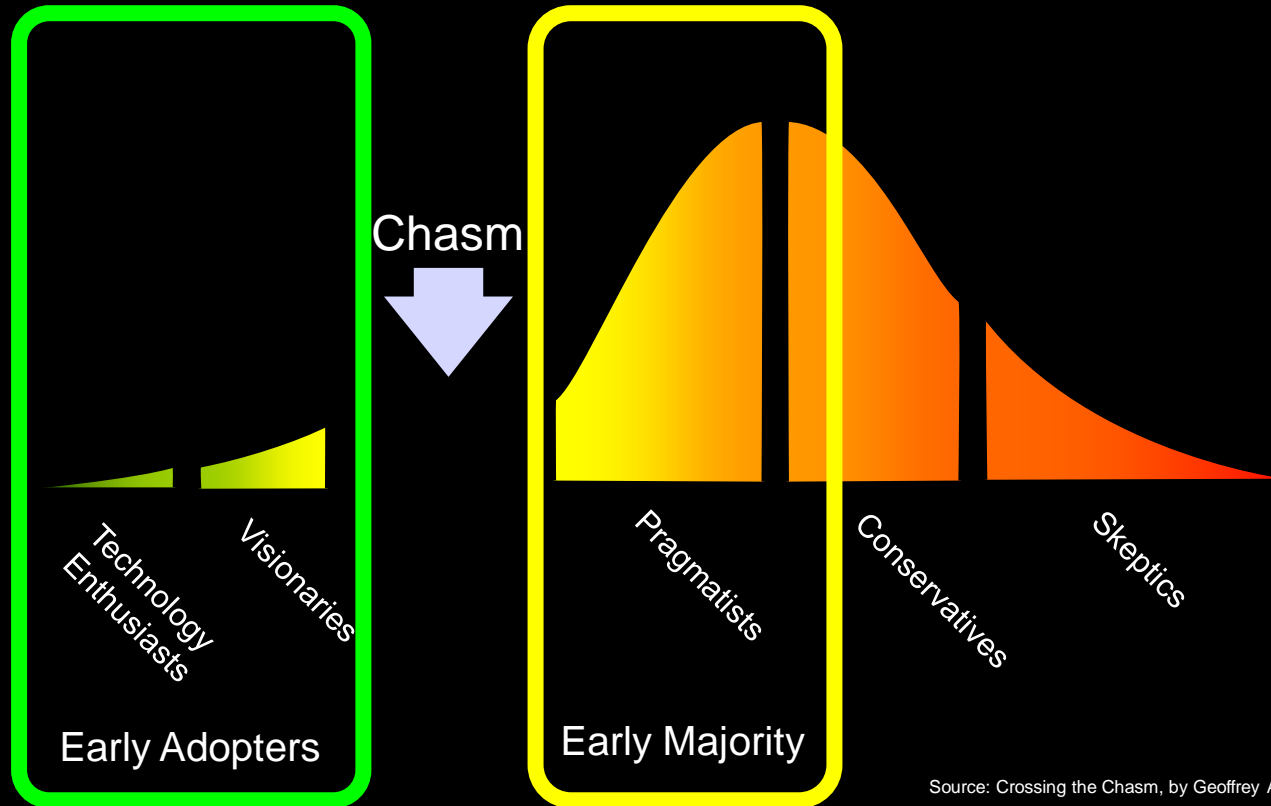 Chasm
Technology
Enthusiasts
Visionaries
Pragmatists
Conservatives
Skeptics
Early Adopters
Early Majority
Source: Crossing the Chasm, by Geoffrey A